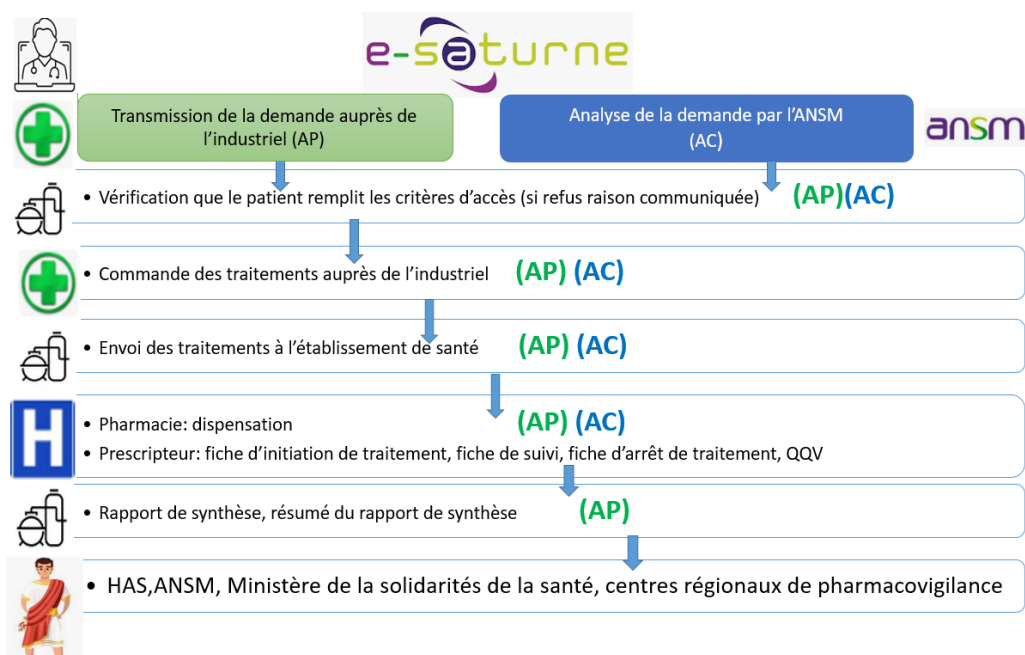 e-saturne
Transmission de la demande auprès de
l'industriel (AP)
Analyse de la demande par l'ANSM
(AC)
ansm
• Vérification que le patient remplit les critères d'accès (si refus raison communiquée) (AP)(AC)
• Commande des traitements auprès de l'industriel (AP) (AC)
• Envoi des traitements à l'établissement de santé (AP) (AC)
H
• Pharmacie: dispensation (AP) (AC)
• Prescripteur: fiche d'initiation de traitement, fiche de suivi, fiche d'arrêt de traitement, QQV
• Rapport de synthèse, résumé du rapport de synthèse (AP)
• HAS,ANSM, Ministère de la solidarités de la santé, centres régionaux de pharmacovigilance